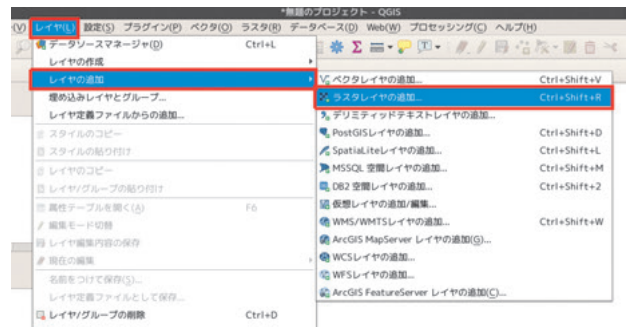 *無題のプロジェクト - QGIS
(V) レイヤ(L) 設定(S) プラグイン(P) ベクタ(O) ラスタ(R) データベース(D) Web(W) プロセッシング(C) ヘルプ(H)
データソースマネージャ(D) Ctrl+L
レイヤの作成
レイヤの追加
埋め込みレイヤとグループ...
レイヤ定義ファイルからの追加...
スタイルのコピー
スタイルの貼り付け
レイヤのコピー
レイヤ/グループの貼り付け
属性テーブルを開く(A) F6
編集モード切替
レイヤ編集内容の保存
現在の編集
名前をつけて保存(S)...
レイヤ定義ファイルとして保存...
レイヤ/グループの削除 Ctrl+D
ベクタレイヤの追加... Ctrl+Shift+V
ラスタレイヤの追加... Ctrl+Shift+R
デリミティッドテキストレイヤの追加...
PostGISレイヤの追加... Ctrl+Shift+D
SpatiaLiteレイヤの追加... Ctrl+Shift+L
MSSQL 空間レイヤの追加... Ctrl+Shift+M
DB2 空間レイヤの追加... Ctrl+Shift+2
仮想レイヤの追加/編集...
WMS/WMTSレイヤの追加... Ctrl+Shift+W
ArcGIS MapServer レイヤの追加(G)...
WCSレイヤの追加...
WFSレイヤの追加...
ArcGIS FeatureServer レイヤの追加(C)...